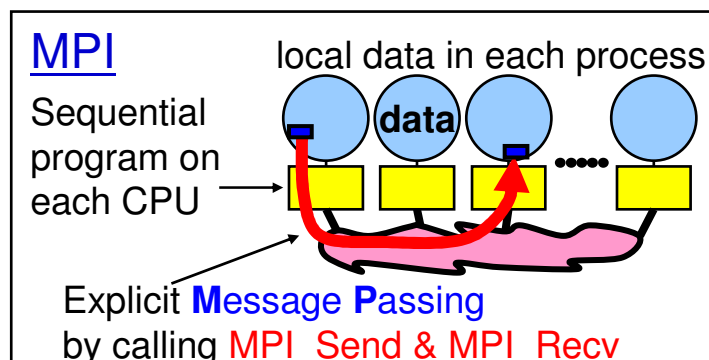 MPI
local data in each process
data
Sequential
program on
each CPU
Explicit Message Passing
by calling MPI_Send & MPI_Recv